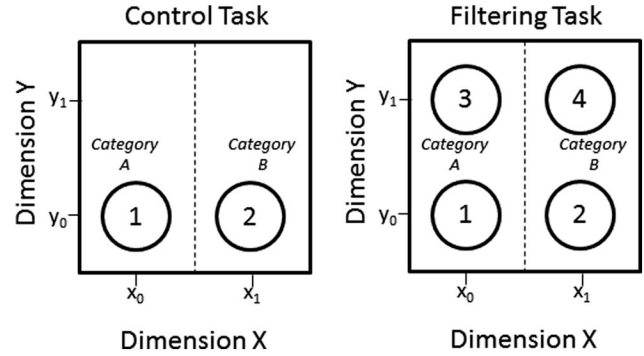 Control Task
Dimension Y
y1
y0
Category
A
Category
B
1
2
x0
x1
Dimension X
Filtering Task
Dimension Y
y1
y0
3
4
Category
A
Category
B
1
2
x0
x1
Dimension X